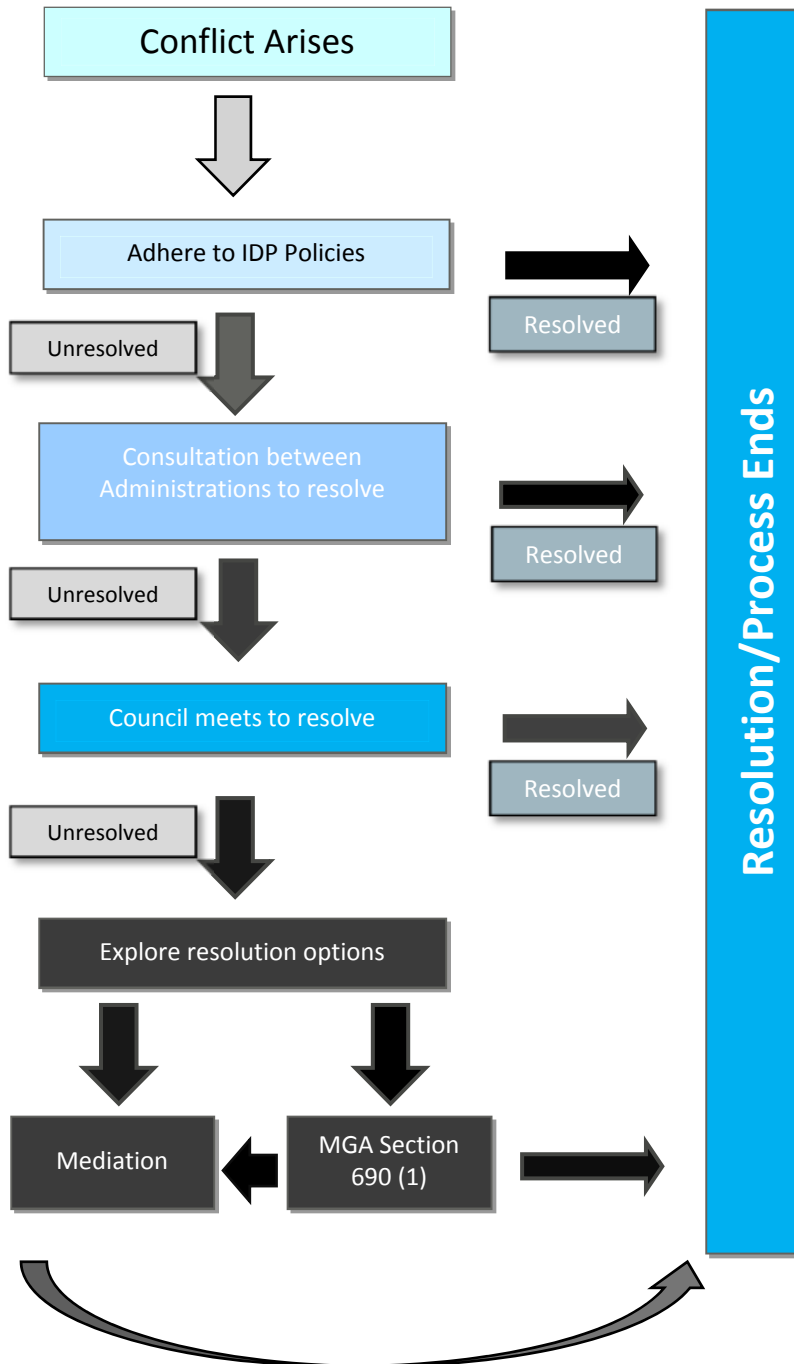 Conflict Arises
Adhere to IDP Policies
Resolved
Unresolved
Consultation between
Administrations to resolve
Resolved
Unresolved
Council meets to resolve
Resolved
Unresolved
Explore resolution options
Mediation
MGA Section
690 (1)
Resolution/Process Ends